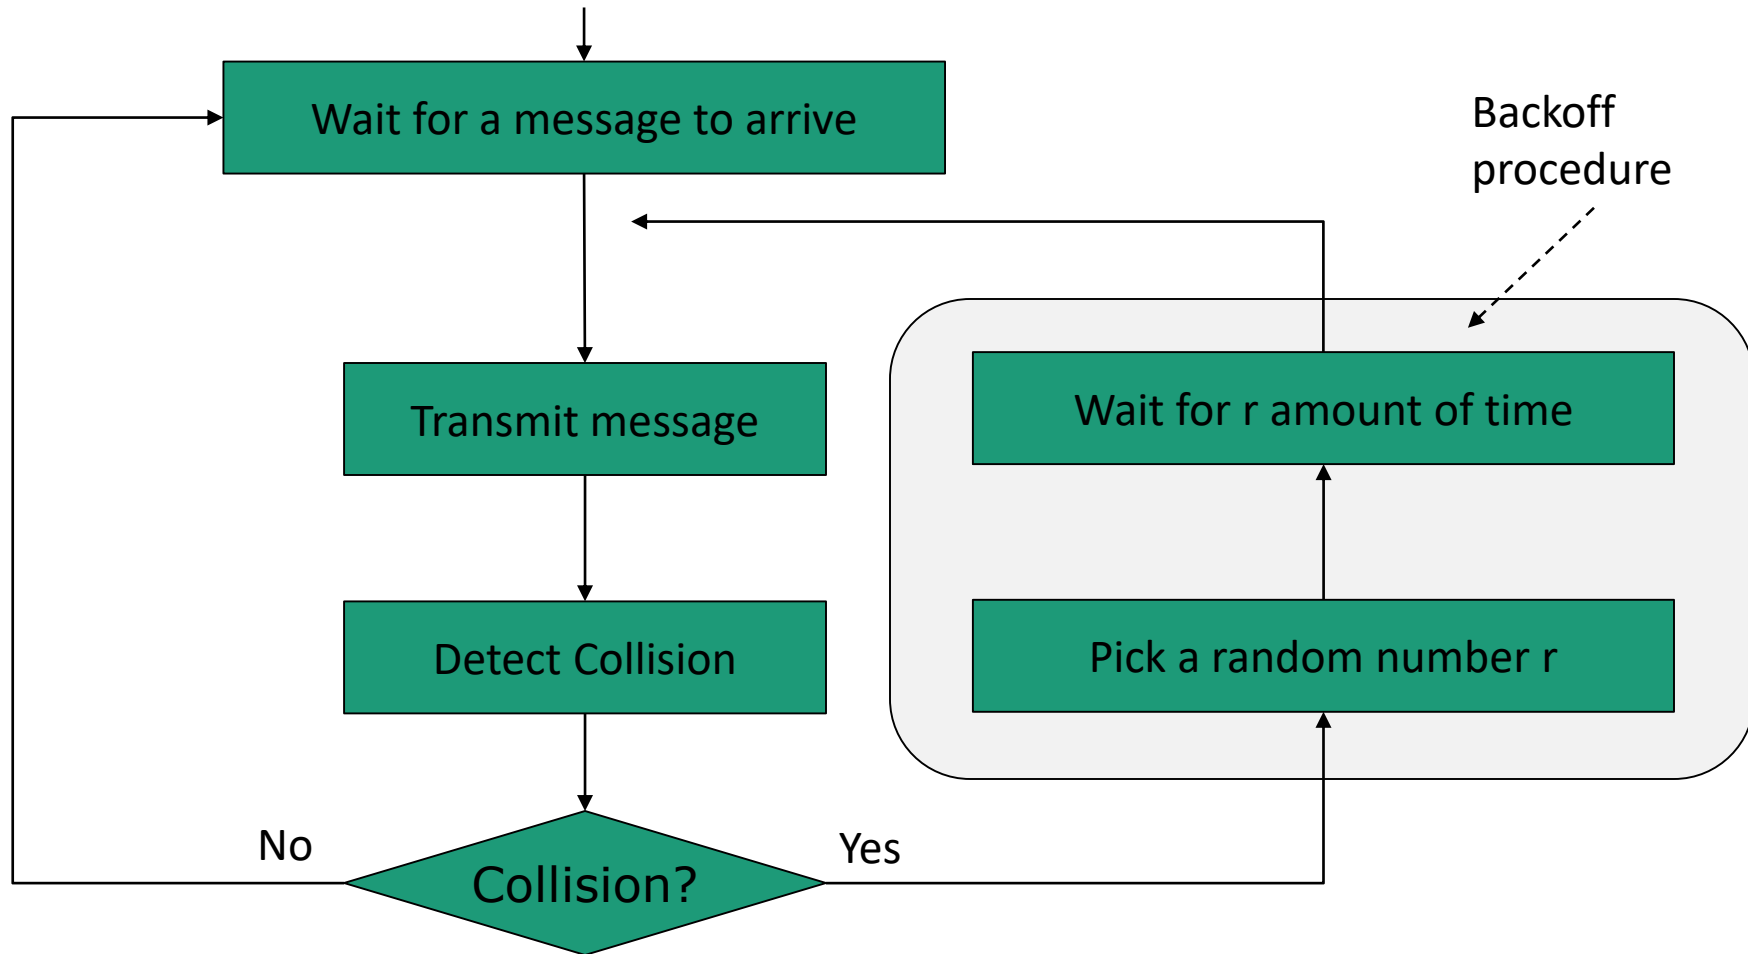 Wait for a message to arrive
Backoff
procedure
Transmit message
Wait for r amount of time
Detect Collision
Pick a random number r
No
Yes
Collision?